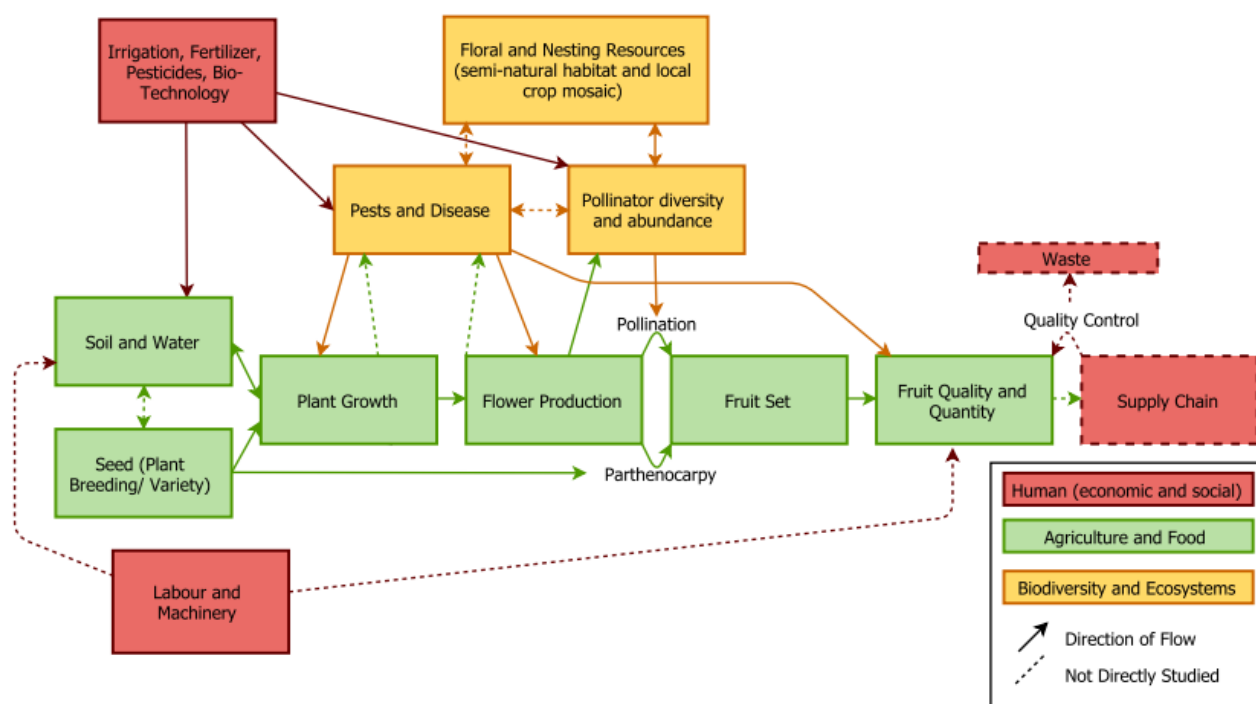 Irrigation, Fertilizer,
Pesticides, Bio-
Technology
Floral and Nesting Resources
(semi-natural habitat and local
crop mosaic)
Pests and Disease
Pollinator diversity
and abundance
Waste
Quality Control
Pollination
Soil and Water
Plant Growth
Flower Production
Fruit Set
Fruit Quality and
Quantity
Supply Chain
Seed (Plant
Breeding/ Variety)
Parthenocarpy
Labour and
Machinery
Human (economic and social)
Agriculture and Food
Biodiversity and Ecosystems
Direction of Flow
Not Directly Studied